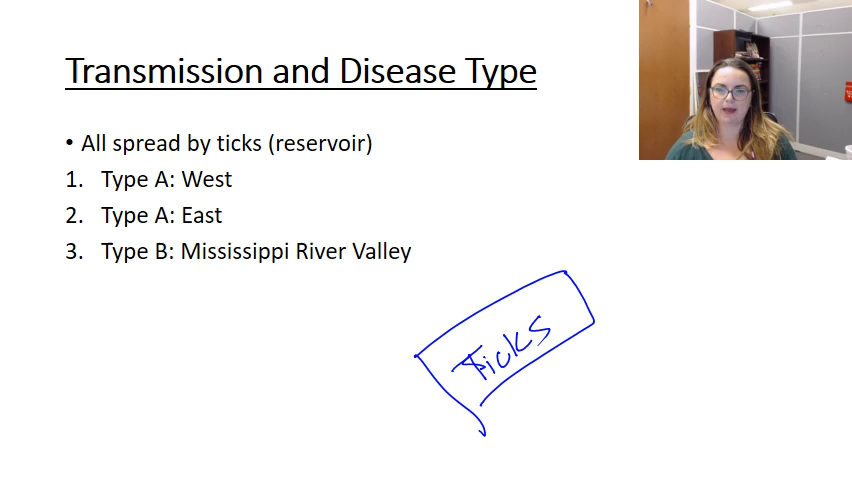 Transmission and Disease Type
• All spread by ticks (reservoir)
1. Type A: West
2. Type A: East
3. Type B: Mississippi River Valley
Ticks